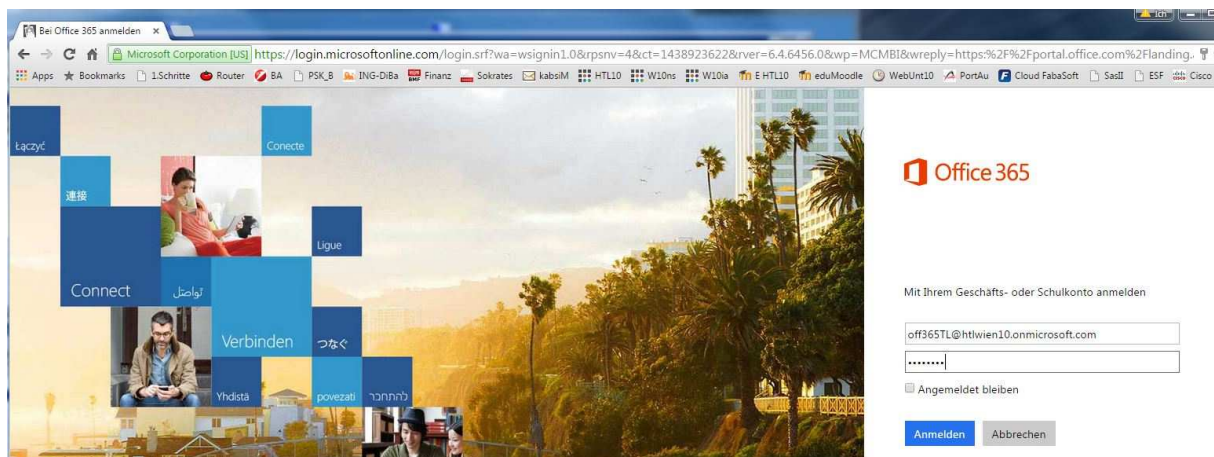 Bei Office 365 anmelden
Ich
Microsoft Corporation [US] https://login.microsoftonline.com/login.srf?wa=wsignin1.0&rpsnv=4&ct=1438923622&rver=6.4.6456.0&wp=MCMBI&wreply=https:%2F%2Fportal.office.com%2Flanding.
Apps Bookmarks 1.Schritte Router BA PSK_B ING-DiBa Finanz Sokrates kabsiM HTL10 W10ns W10ia E HTL10 eduMoodle WebUnt10 PortAu Cloud FabaSoft SasII ESF Cisco
Łączyć
Conecte
連接
Ligue
Connect
تواصَل
Verbinden
つなぐ
Yhdistä
povezati
להתחבר
Office 365
Mit Ihrem Geschäfts- oder Schulkonto anmelden
off365TL@htlwien10.onmicrosoft.com
••••••••
Angemeldet bleiben
Anmelden Abbrechen